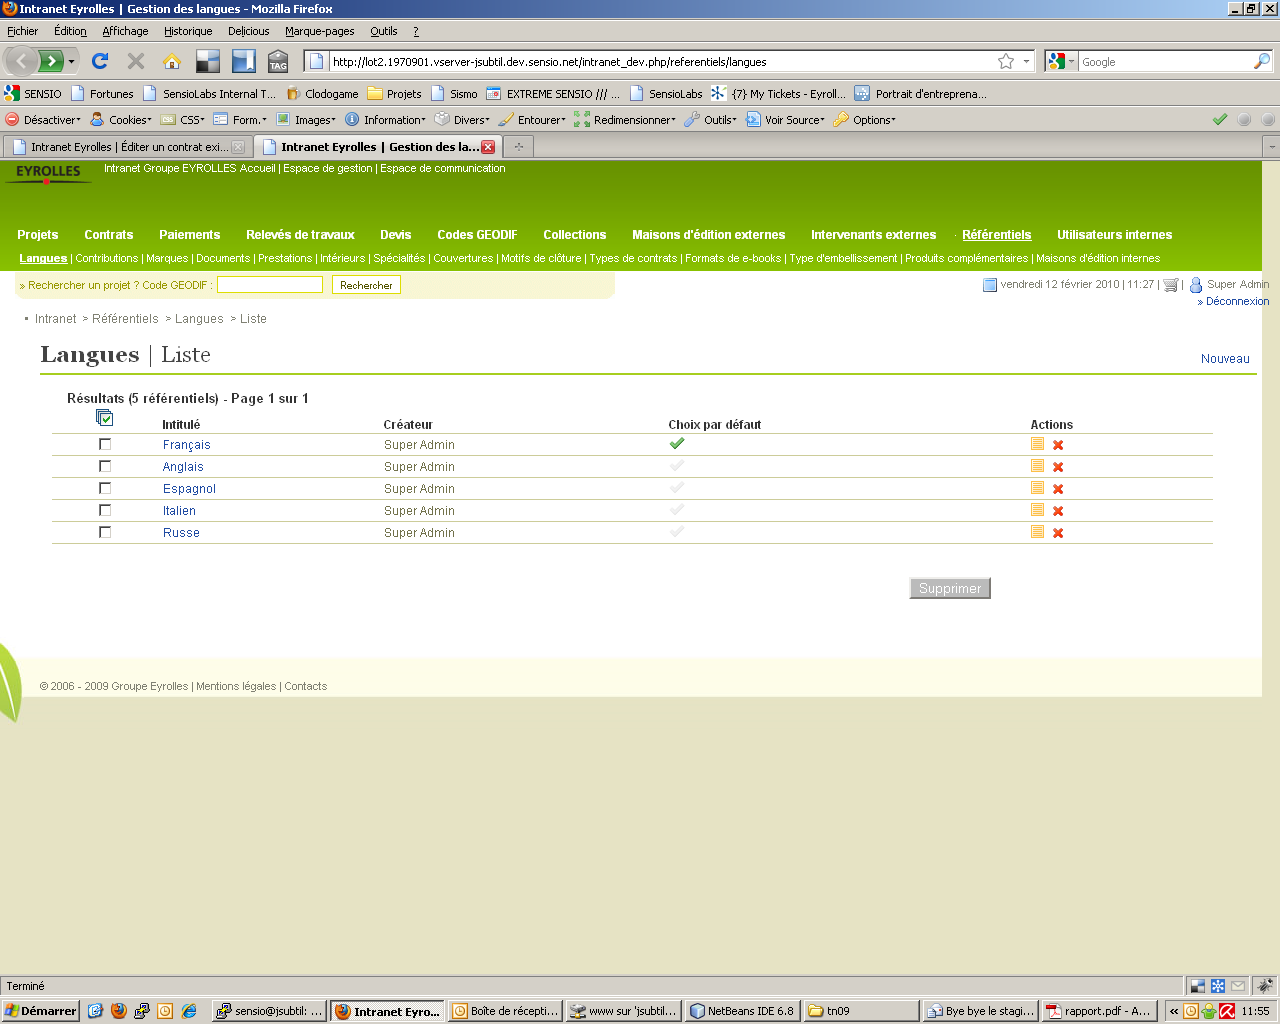 Intranet Eyrolles | Gestion des langues - Mozilla Firefox
Fichier Édition Affichage Historique Delicious Marque-pages Outils ?
TAG http://lot2.1970901.vserver-jsubtil.dev.sensio.net/intranet_dev.php/referentiels/langues Google
SENSIO Fortunes SensioLabs Internal T... Clodogame Projets Sismo EXTREME SENSIO /// ... SensioLabs {7} My Tickets - Eyroll... Portrait d'entreprena...
Désactiver Cookies CSS Form. Images Information Divers Entourer Redimensionner Outils Voir Source Options
Intranet Eyrolles | Éditer un contrat exi... Intranet Eyrolles | Gestion des la...
EYROLLES Intranet Groupe EYROLLES Accueil | Espace de gestion | Espace de communication
Projets Contrats Paiements Relevés de travaux Devis Codes GEODIF Collections Maisons d'édition externes Intervenants externes Référentiels Utilisateurs internes
Langues | Contributions | Marques | Documents | Prestations | Intérieurs | Spécialités | Couvertures | Motifs de clôture | Types de contrats | Formats de e-books | Type d'embellissement | Produits complémentaires | Maisons d'édition internes
» Rechercher un projet ? Code GEODIF : Rechercher vendredi 12 février 2010 | 11:27 | | Super Admin
» Déconnexion
• Intranet > Référentiels > Langues > Liste
Langues | Liste Nouveau
Résultats (5 référentiels) - Page 1 sur 1
Intitulé Créateur Choix par défaut Actions
Français Super Admin
Anglais Super Admin
Espagnol Super Admin
Italien Super Admin
Russe Super Admin
Supprimer
© 2006 - 2009 Groupe Eyrolles | Mentions légales | Contacts
Terminé
Démarrer sensio@jsubtil: ... Intranet Eyro... Boîte de récepti... www sur 'jsubtil... NetBeans IDE 6.8 tn09 Bye bye le stagi... rapport.pdf - A... « 11:55